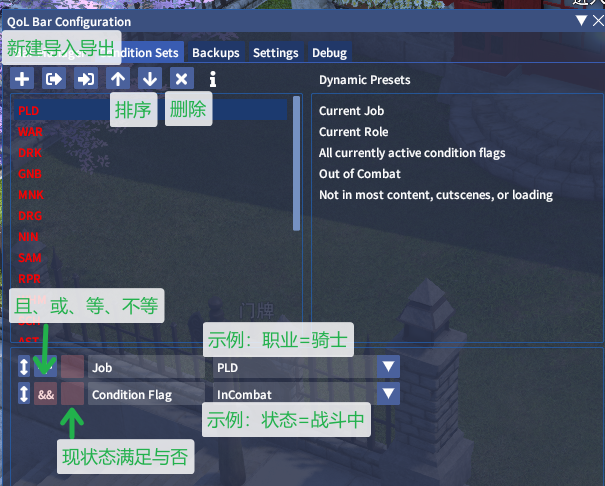 QoL Bar Configuration
新建导入导出
dition Sets Backups Settings Debug
排序
删除
Dynamic Presets
PLD
WAR
DRK
GNB
MNK
DRG
NIN
SAM
RPR
Current Job
Current Role
All currently active condition flags
Out of Combat
Not in most content, cutscenes, or loading
门牌
且、或、等、不等
示例：职业=骑士
Job PLD
&& Condition Flag InCombat
示例：状态=战斗中
现状态满足与否